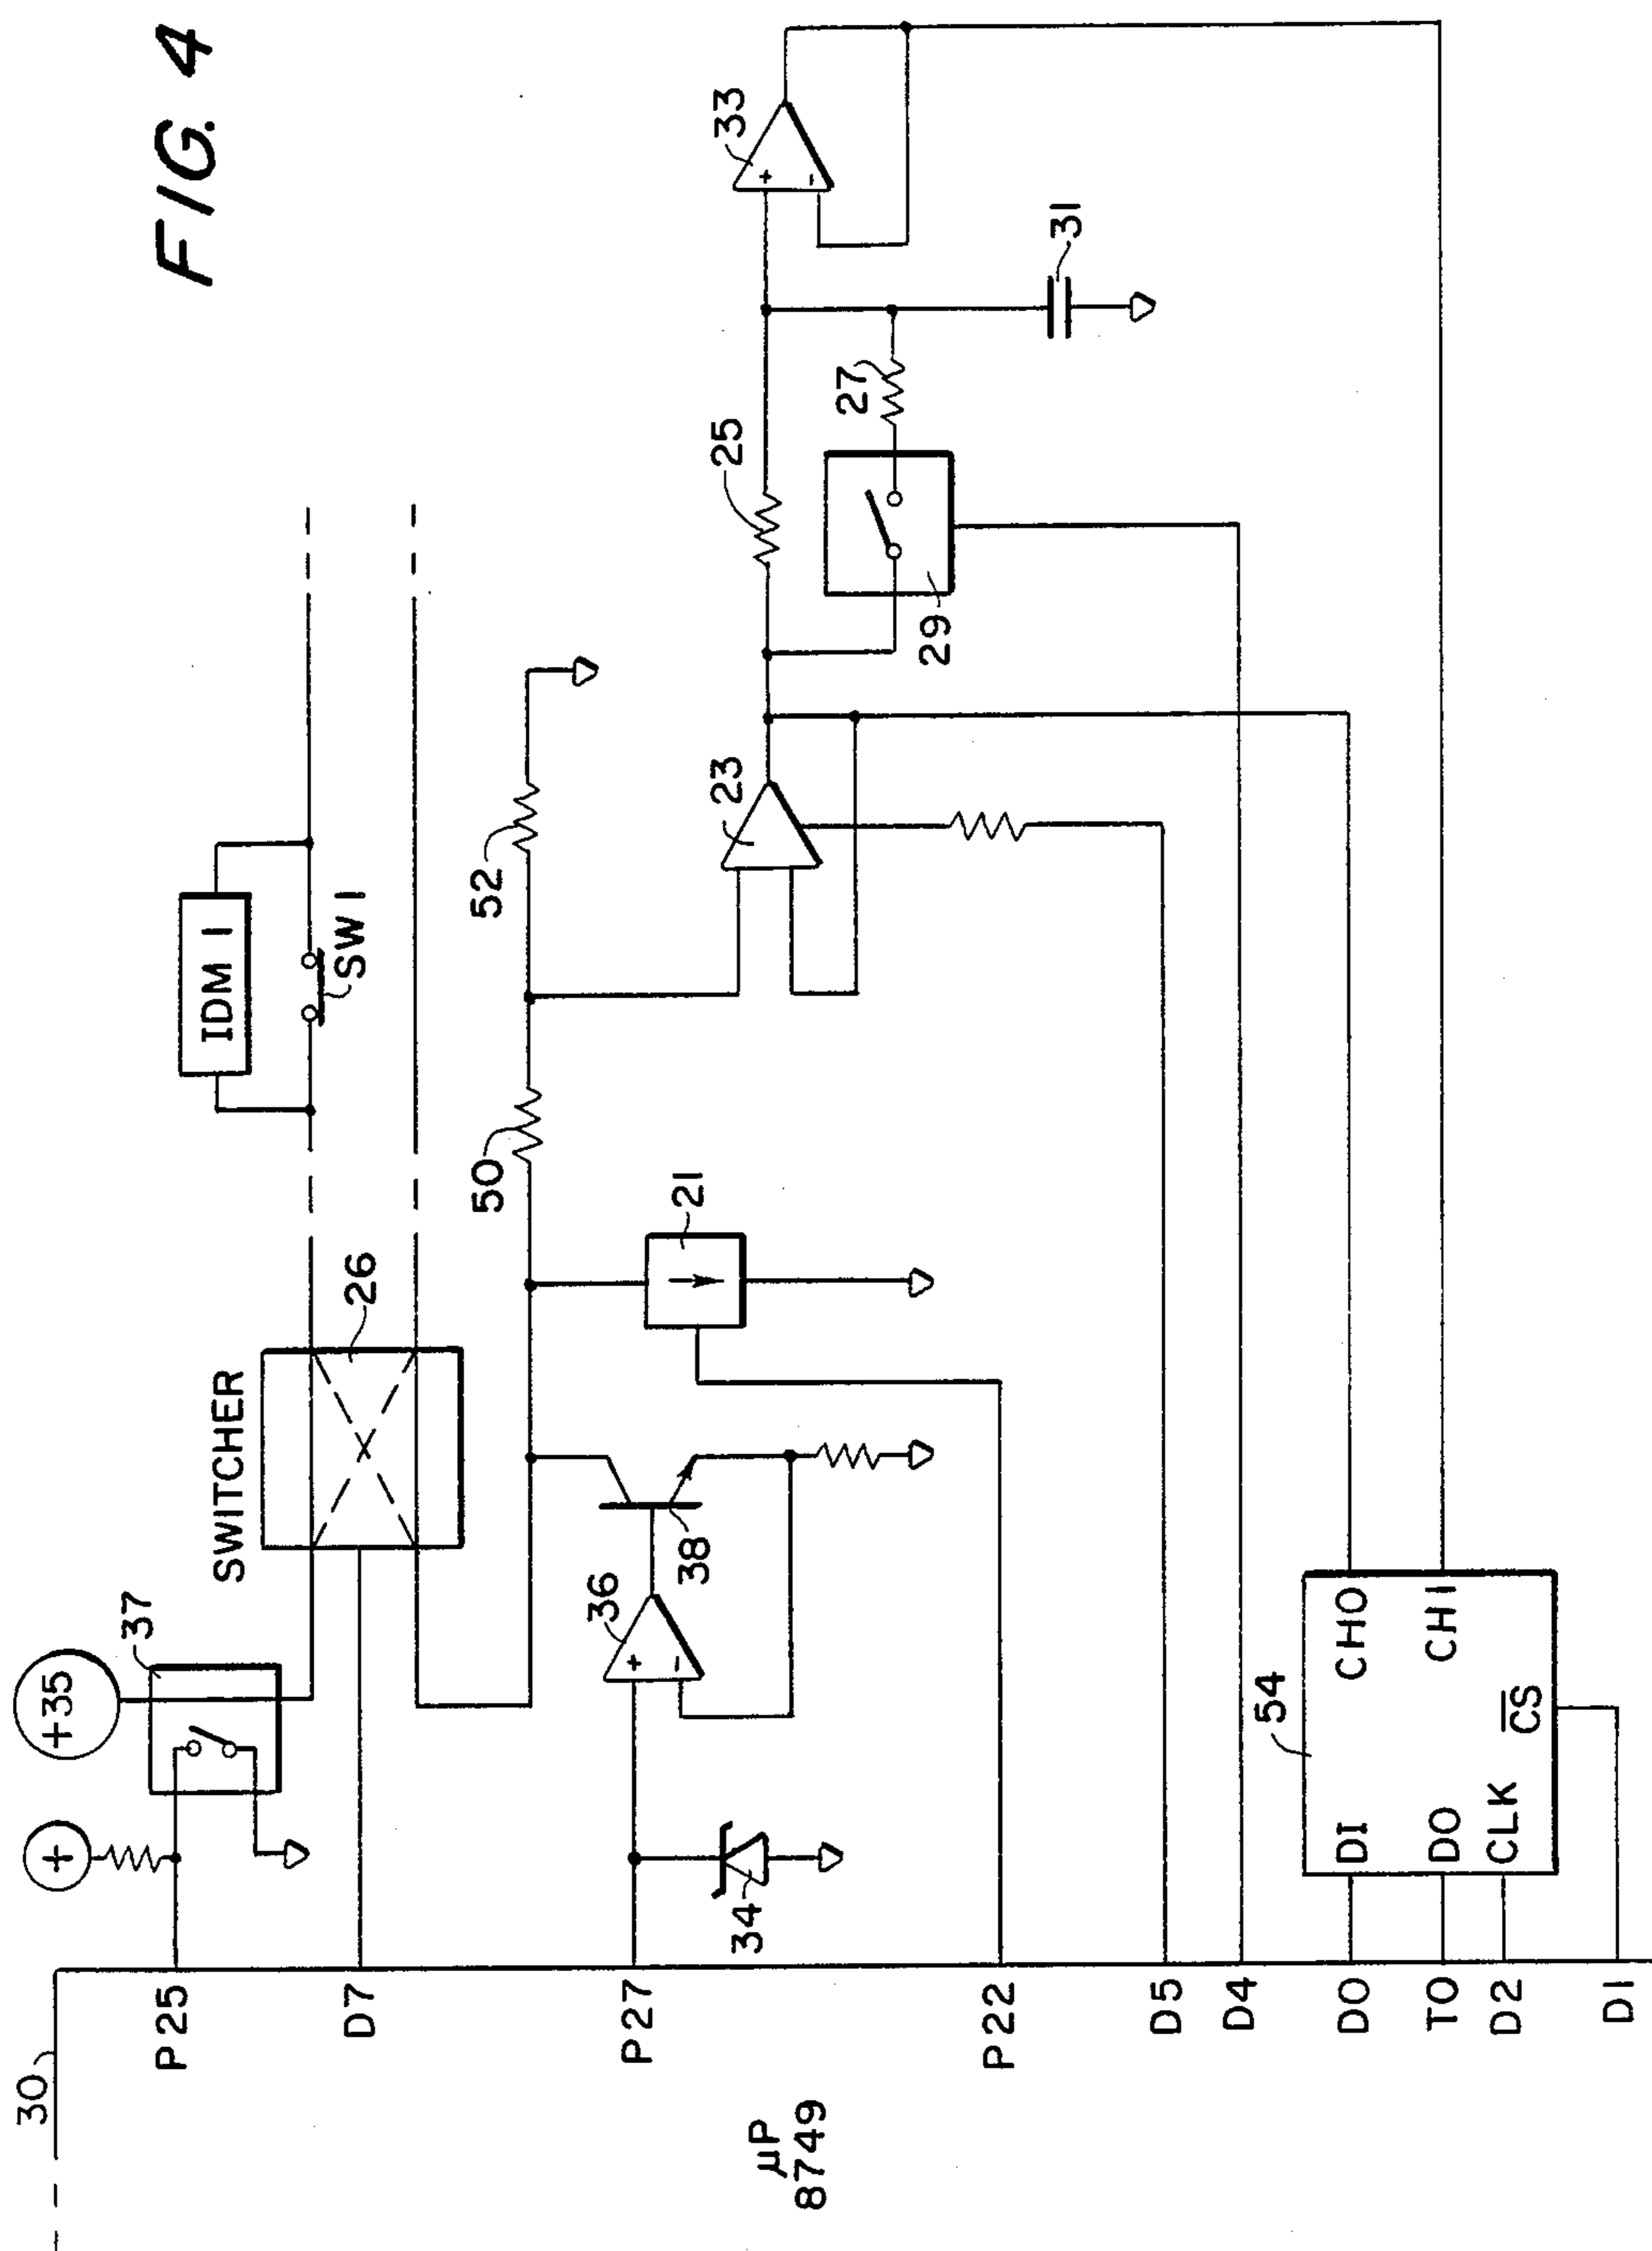 FIG. 4
30
μP
8749
P25
D7
P27
P22
D5
D4
D0
T0
D2
D1
+
+35
37
SWITCHER
26
IDM 1
SW1
34
36
+
-
38
21
50
52
23
25
29
27
31
33
+
-
54
DI
DO
CLK
CS
CH0
CH1